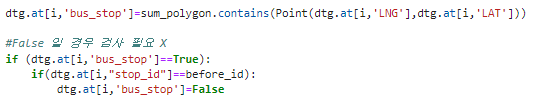 dtg.at[i,'bus_stop']=sum_polygon.contains(Point(dtg.at[i,'LNG'],dtg.at[i,'LAT']))
#False 일 경우 검사 필요 X
if (dtg.at[i,'bus_stop']==True):
    if(dtg.at[i,"stop_id"]==before_id):
        dtg.at[i,'bus_stop']=False